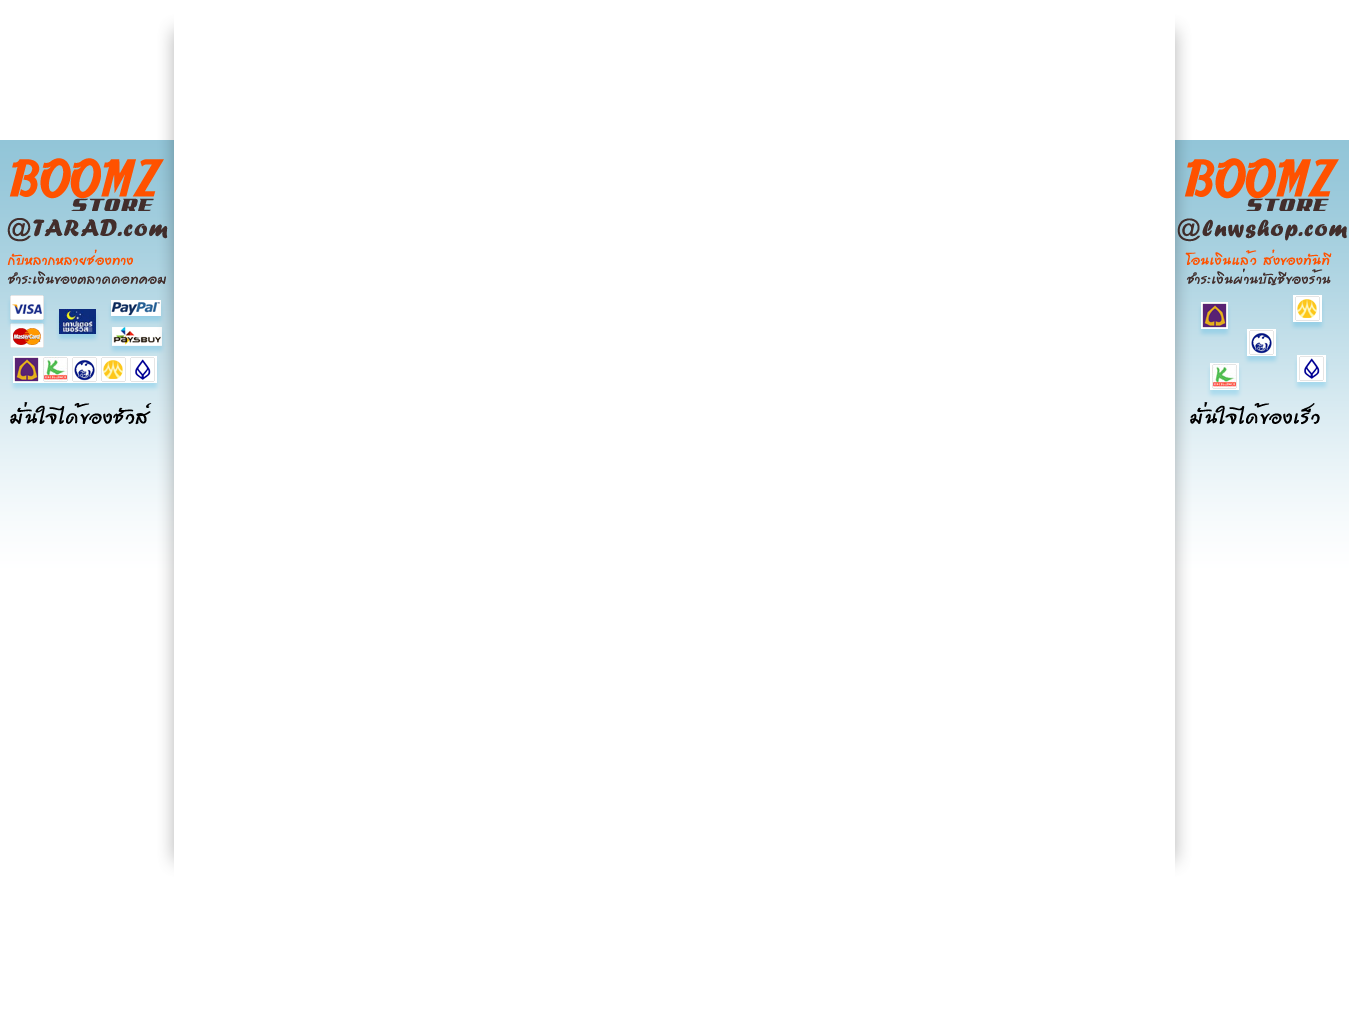 BOOMZ
STORE
@TARAD.com
กับหลากหลายช่องทาง
ชำระเงินของตลาดดอทคอม
VISA
MasterCard
เคาน์เตอร์
เซอร์วิส
PayPal
PAYSBUY
มั่นใจได้ของชัวส์
BOOMZ
STORE
@lnwshop.com
โอนเงินแล้ว ส่งของทันที
ชำระเงินผ่านบัญชีของร้าน
มั่นใจได้ของเร็ว